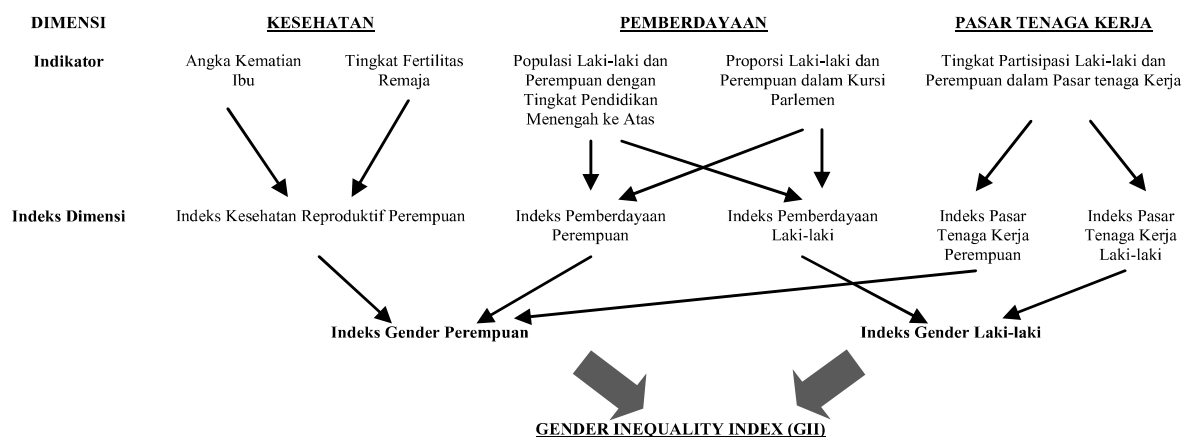 DIMENSI
KESEHATAN
PEMBERDAYAAN
PASAR TENAGA KERJA
Indikator
Angka Kematian
Ibu
Tingkat Fertilitas
Remaja
Populasi Laki-laki dan
Perempuan dengan
Tingkat Pendidikan
Menengah ke Atas
Proporsi Laki-laki dan
Perempuan dalam Kursi
Parlemen
Tingkat Partisipasi Laki-laki dan
Perempuan dalam Pasar tenaga Kerja
Indeks Dimensi
Indeks Kesehatan Reproduktif Perempuan
Indeks Pemberdayaan
Perempuan
Indeks Pemberdayaan
Laki-laki
Indeks Pasar
Tenaga Kerja
Perempuan
Indeks Pasar
Tenaga Kerja
Laki-laki
Indeks Gender Perempuan
Indeks Gender Laki-laki
GENDER INEQUALITY INDEX (GII)